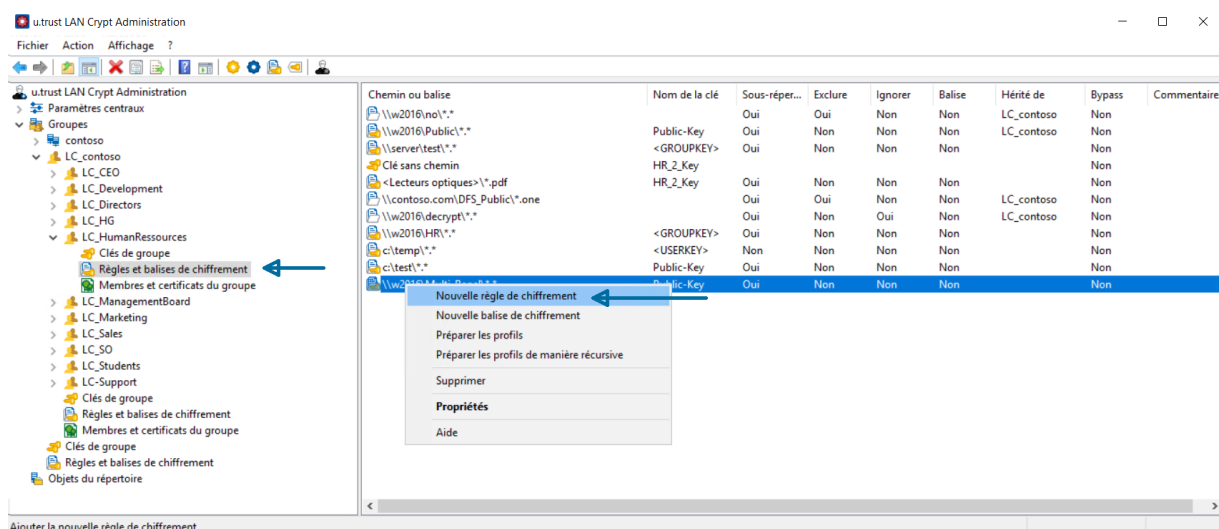 u.trust LAN Crypt Administration
Fichier Action Affichage ?
u.trust LAN Crypt Administration
Paramètres centraux
Groupes
contoso
LC_contoso
LC_CEO
LC_Development
LC_Directors
LC_HG
LC_HumanRessources
Clés de groupe
Règles et balises de chiffrement
Membres et certificats du groupe
LC_ManagementBoard
LC_Marketing
LC_Sales
LC_SO
LC_Students
LC-Support
Clés de groupe
Règles et balises de chiffrement
Membres et certificats du groupe
Clés de groupe
Règles et balises de chiffrement
Objets du répertoire
Chemin ou balise Nom de la clé Sous-réper... Exclure Ignorer Balise Hérité de Bypass Commentaire
\\w2016\no\*.* Oui Oui Non Non LC_contoso Non
\\w2016\Public\*.* Public-Key Oui Non Non Non LC_contoso Non
\\server\test\*.* <GROUPKEY> Oui Non Non Non Non
Clé sans chemin HR_2_Key Non
<Lecteurs optiques>\*.pdf HR_2_Key Oui Non Non Non Non
\\contoso.com\DFS_Public\*.one Oui Oui Non Non LC_contoso Non
\\w2016\decrypt\*.* Oui Non Oui Non LC_contoso Non
\\w2016\HR\*.* <GROUPKEY> Oui Non Non Non Non
c:\temp\*.* <USERKEY> Non Non Non Non Non
c:\test\*.* Public-Key Oui Non Non Non Non
Public-Key Oui Non Non Non Non
Nouvelle règle de chiffrement
Nouvelle balise de chiffrement
Préparer les profils
Préparer les profils de manière récursive
Supprimer
Propriétés
Aide
Ajouter la nouvelle règle de chiffrement